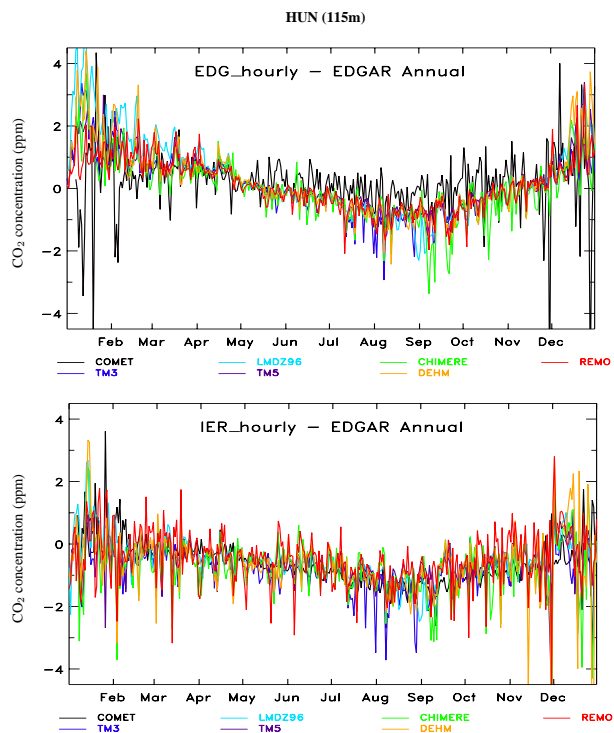 HUN (115m)
EDG_hourly − EDGAR Annual
CO2 concentration (ppm)
4
2
0
−2
−4
Feb Mar Apr May Jun Jul Aug Sep Oct Nov Dec
COMET LMDZ96 CHIMERE REMO
TM3 TM5 DEHM
IER_hourly − EDGAR Annual
CO2 concentration (ppm)
4
2
0
−2
−4
Feb Mar Apr May Jun Jul Aug Sep Oct Nov Dec
COMET LMDZ96 CHIMERE REMO
TM3 TM5 DEHM